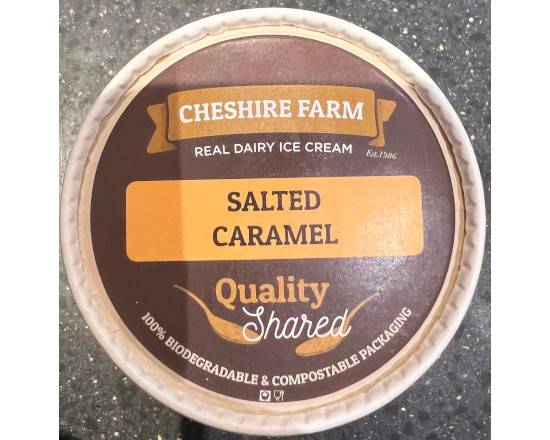 CHESHIRE FARM
REAL DAIRY ICE CREAM
Est.1986
SALTED
CARAMEL
Quality
Shared
100% BIODEGRADABLE & COMPOSTABLE PACKAGING